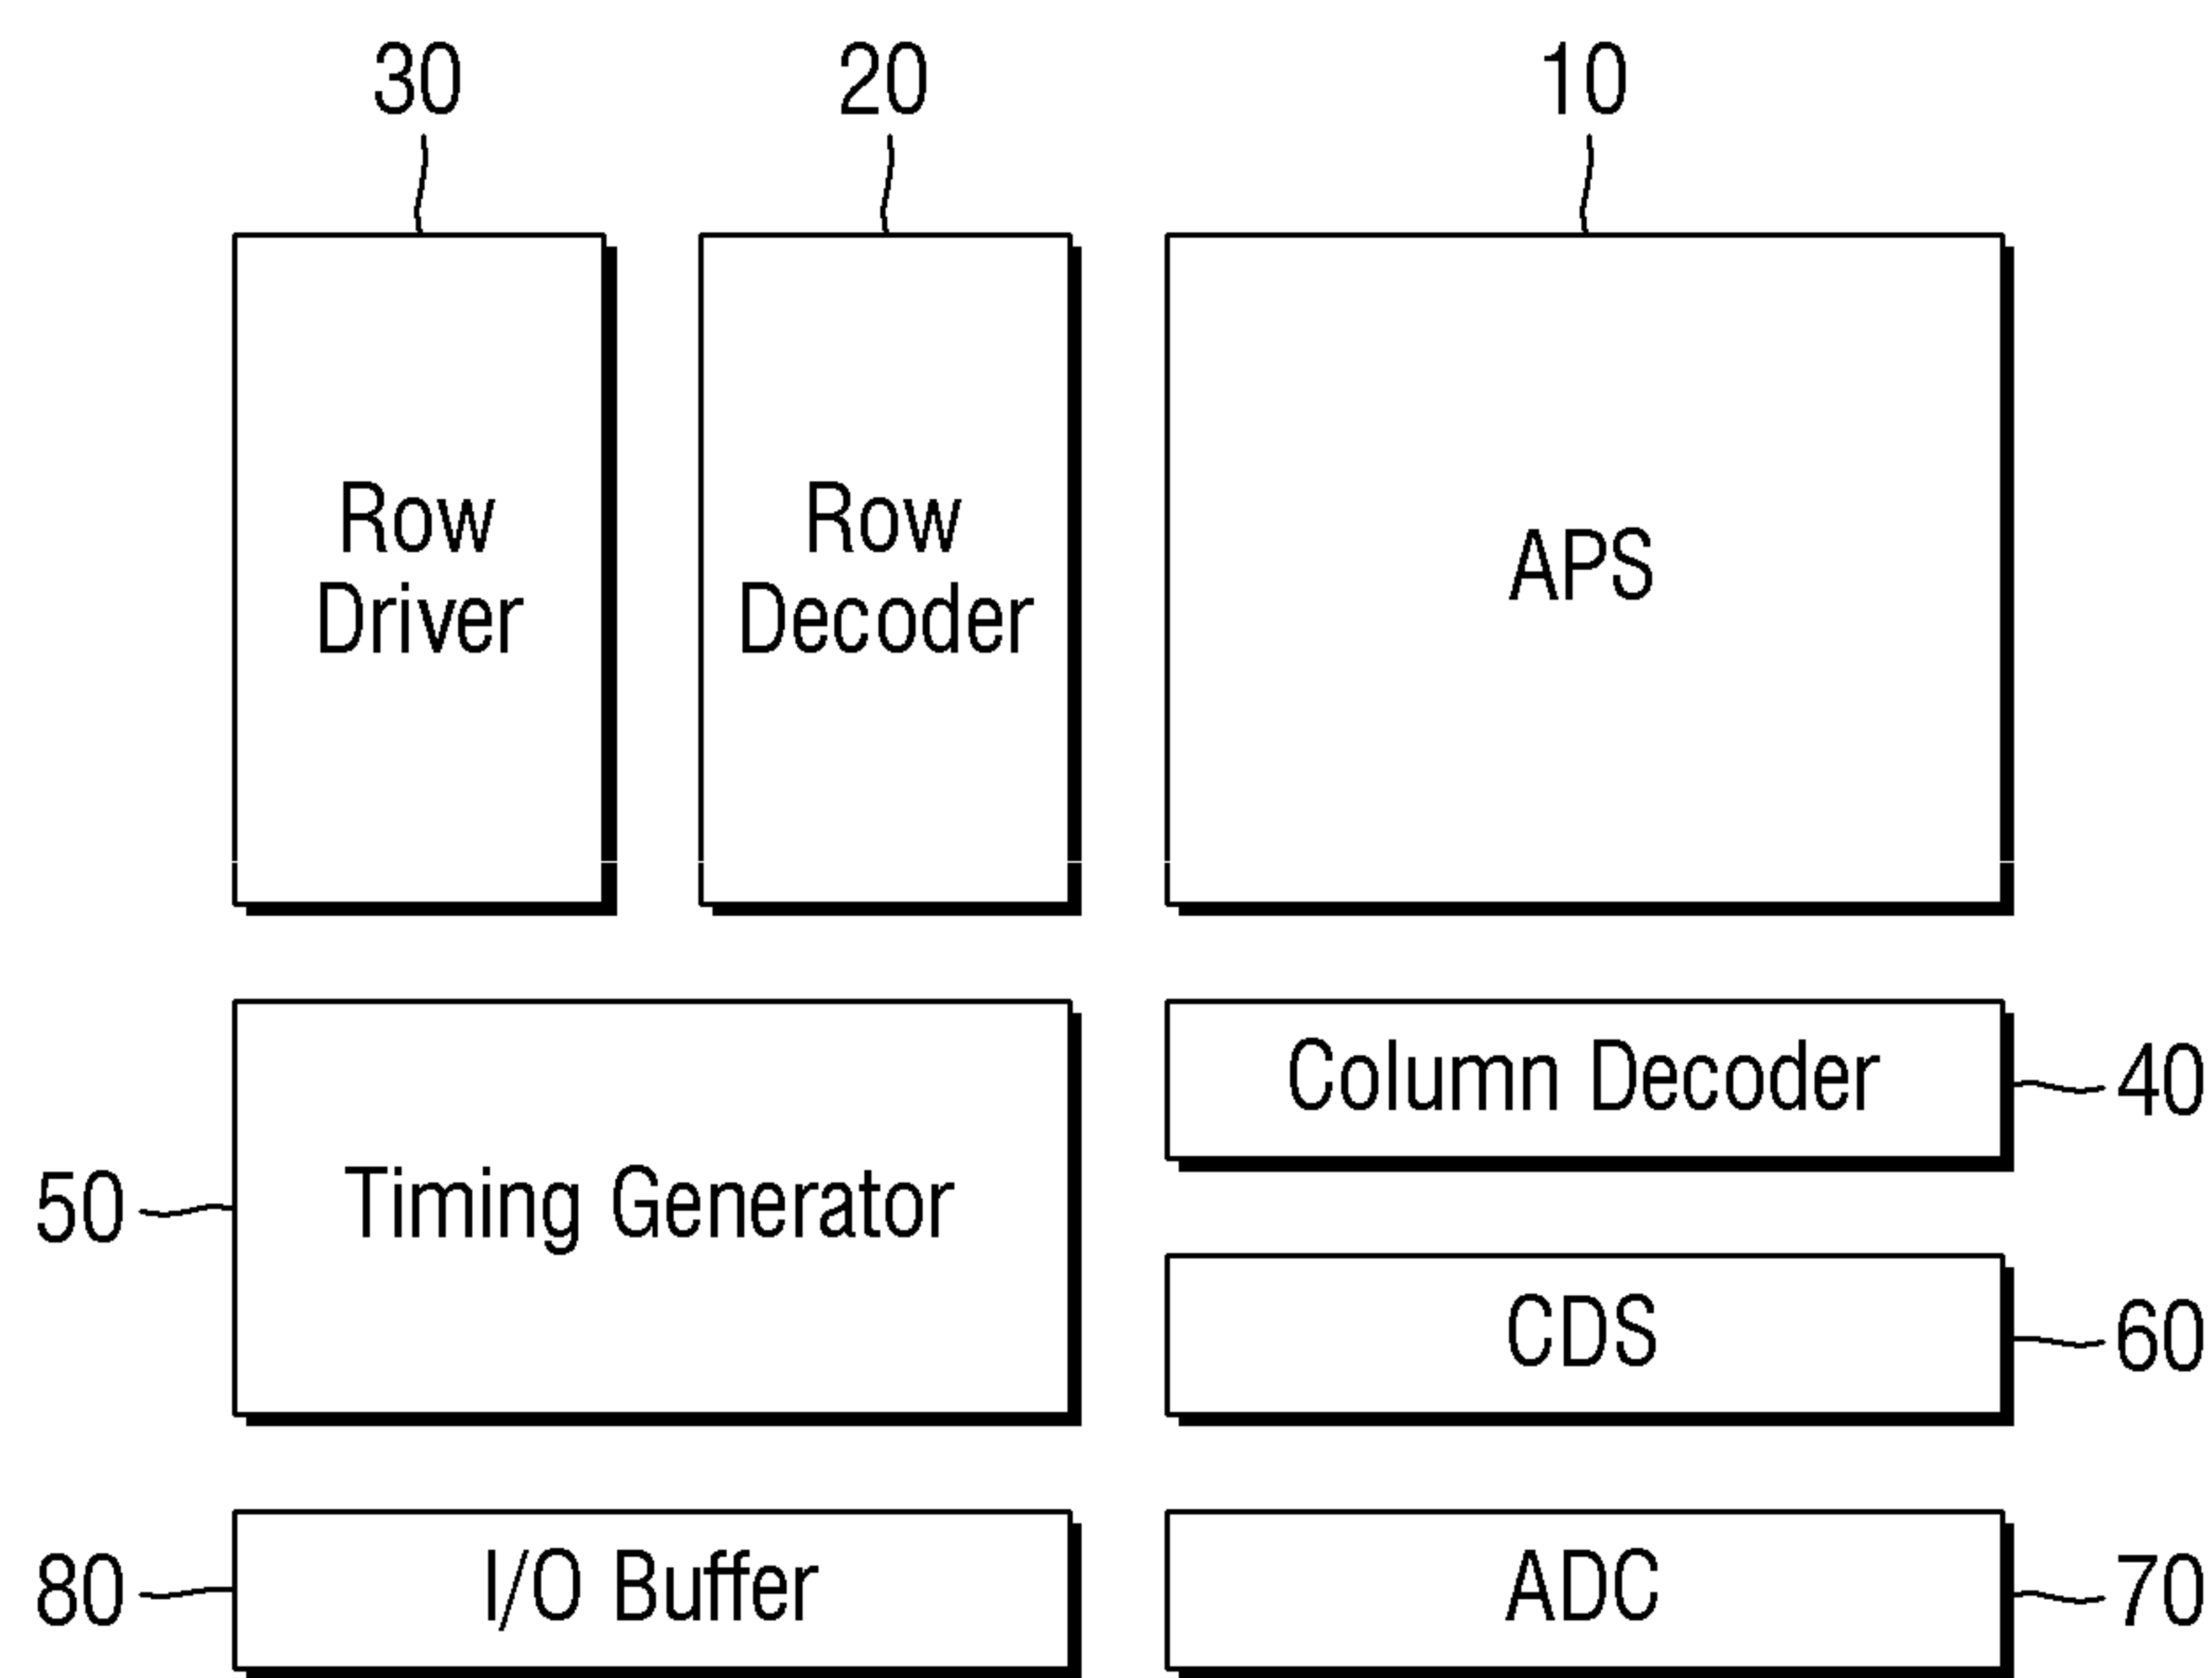 30
20
10
Row
Driver
Row
Decoder
APS
Column Decoder
40
50
Timing Generator
CDS
60
80
I/O Buffer
ADC
70